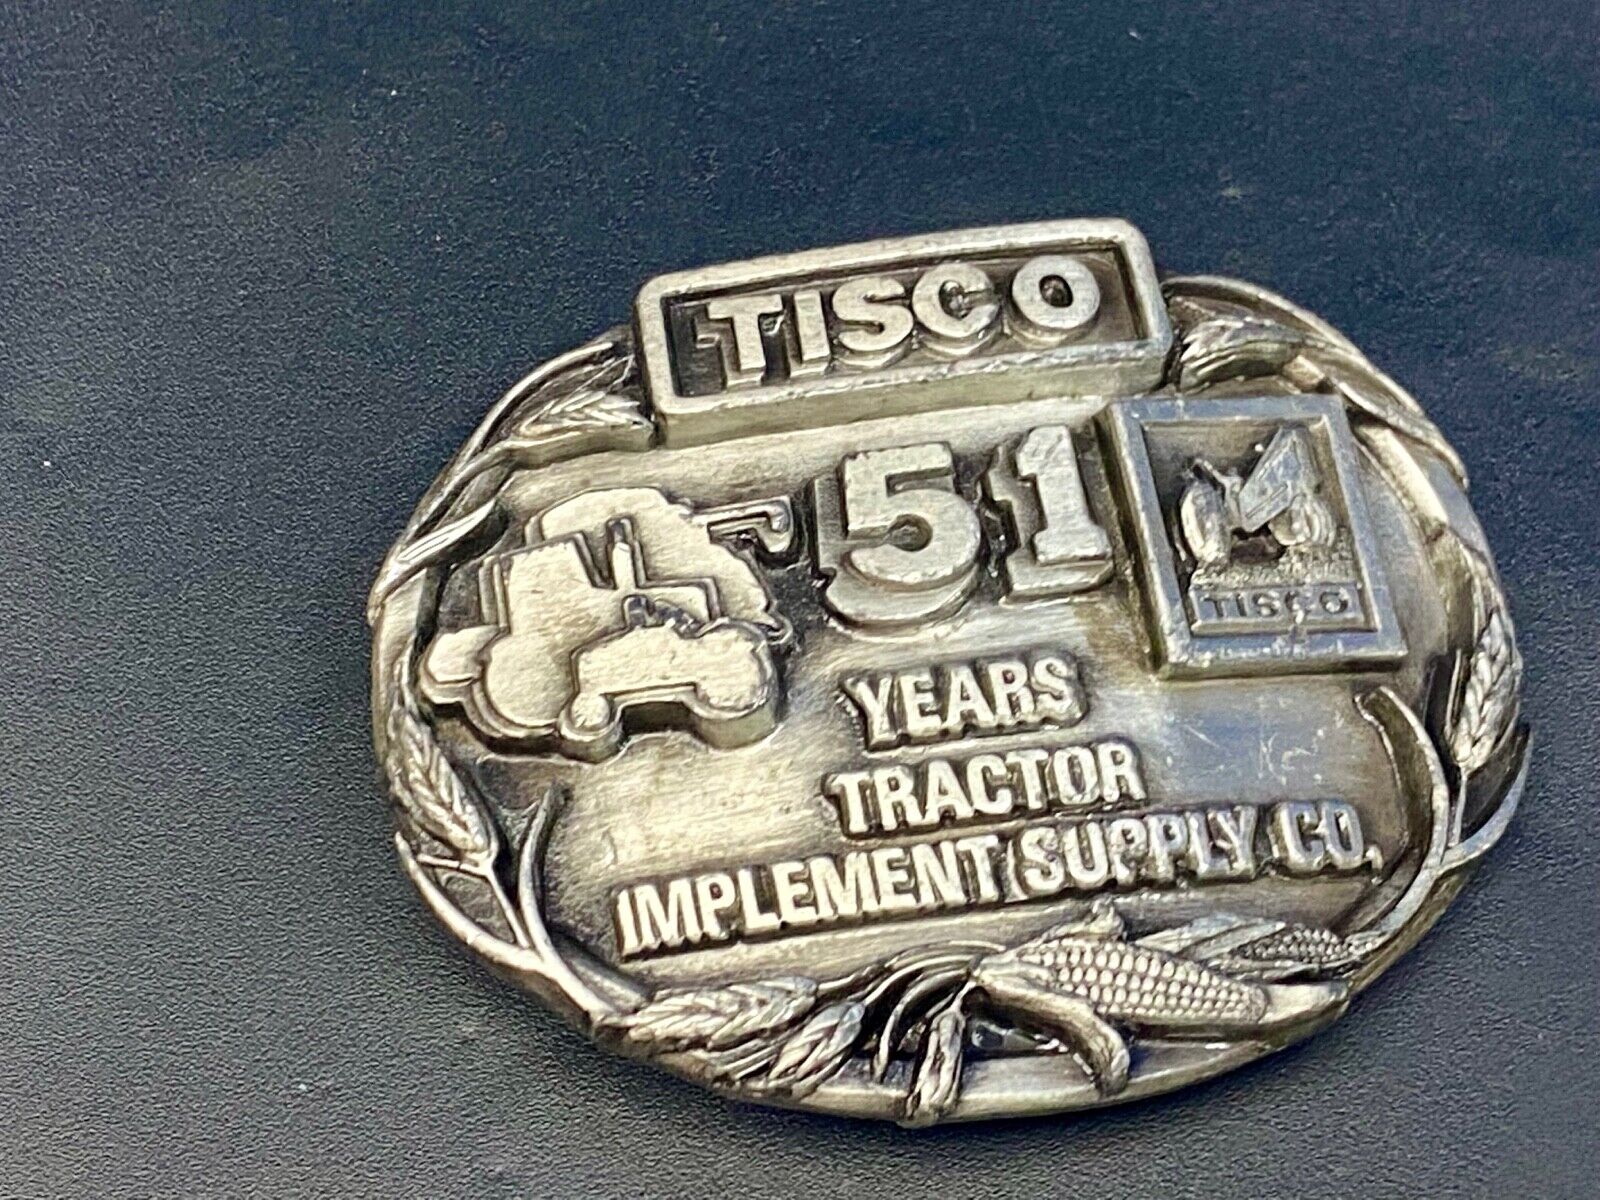 TISCO
51
TISCO
YEARS
TRACTOR
IMPLEMENT SUPPLY CO.